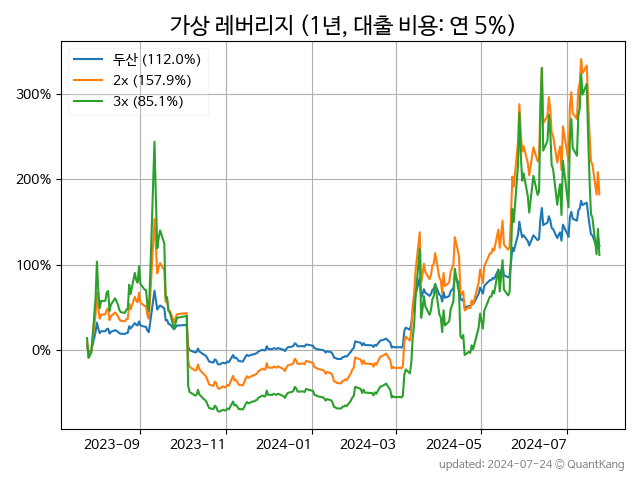 가상 레버리지 (1년, 대출 비용: 연 5%)
두산 (112.0%)
2x (157.9%)
3x (85.1%)
300%
200%
100%
0%
2023-09 2023-11 2024-01 2024-03 2024-05 2024-07
updated: 2024-07-24 © QuantKang